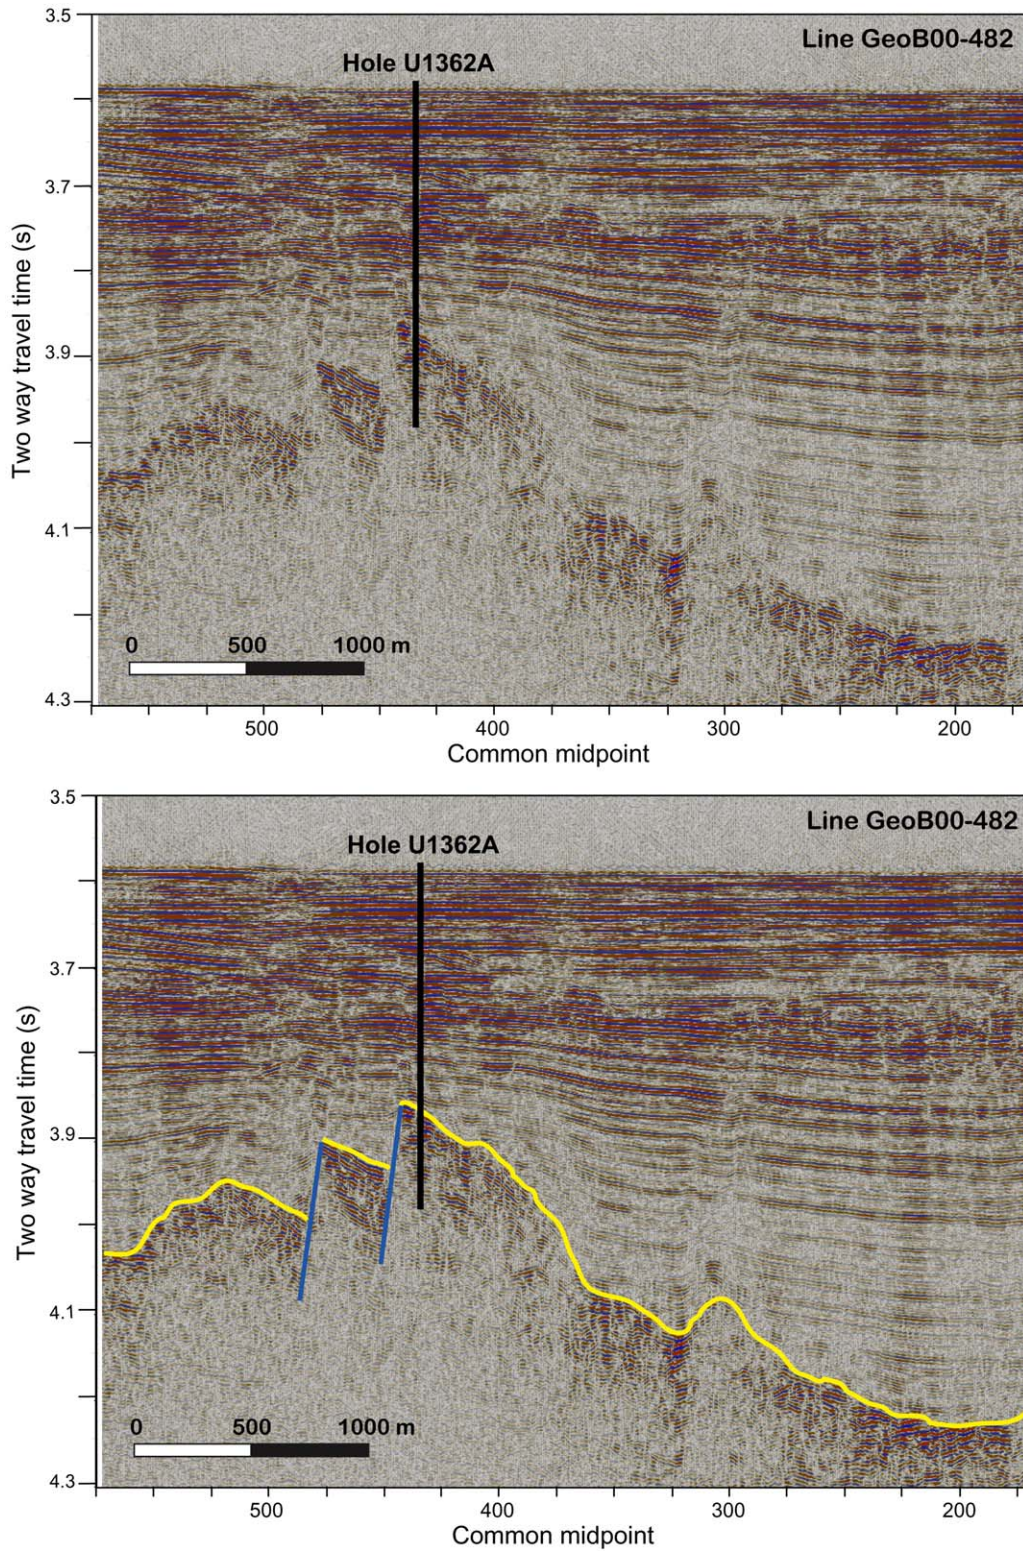 3.5
Line GeoB00-482
Hole U1362A
3.7
Two way travel time (s)
3.9
4.1
0 500 1000 m
4.3
500 400 300 200
Common midpoint
3.5
Line GeoB00-482
Hole U1362A
3.7
Two way travel time (s)
3.9
4.1
0 500 1000 m
4.3
500 400 300 200
Common midpoint